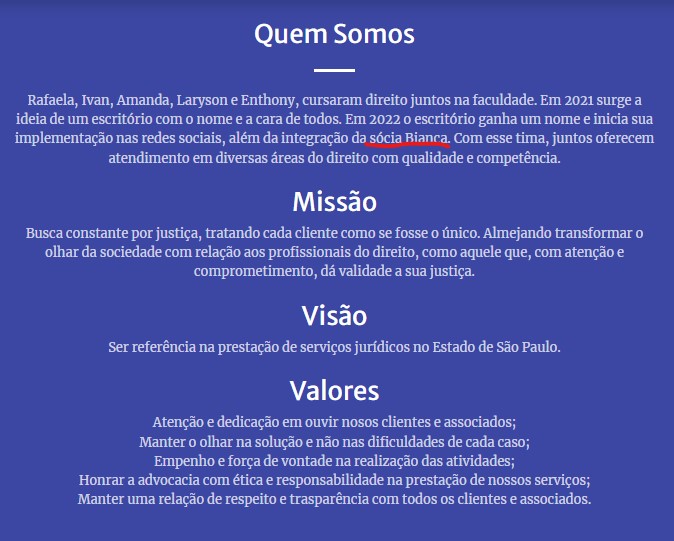 Quem Somos
Rafaela, Ivan, Amanda, Laryson e Enthony, cursaram direito juntos na faculdade. Em 2021 surge a
ideia de um escritório com o nome e a cara de todos. Em 2022 o escritório ganha um nome e inicia sua
implementação nas redes sociais, além da integração da sócia Bianca. Com esse tima, juntos oferecem
atendimento em diversas áreas do direito com qualidade e competência.
Missão
Busca constante por justiça, tratando cada cliente como se fosse o único. Almejando transformar o
olhar da sociedade com relação aos profissionais do direito, como aquele que, com atenção e
comprometimento, dá validade a sua justiça.
Visão
Ser referência na prestação de serviços jurídicos no Estado de São Paulo.
Valores
Atenção e dedicação em ouvir nosos clientes e associados;
Manter o olhar na solução e não nas dificuldades de cada caso;
Empenho e força de vontade na realização das atividades;
Honrar a advocacia com ética e responsabilidade na prestação de nossos serviços;
Manter uma relação de respeito e trasparência com todos os clientes e associados.